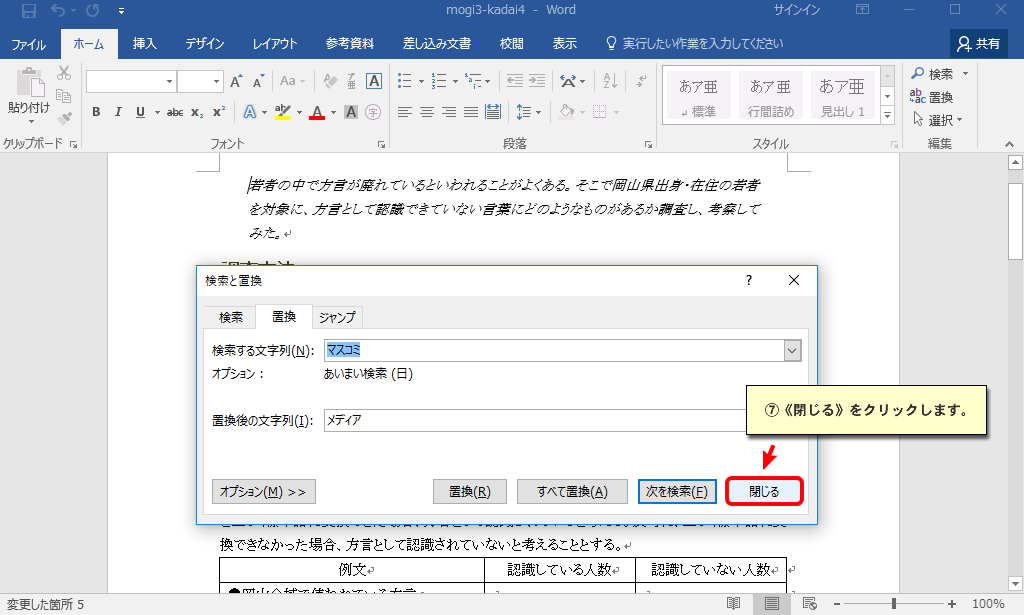 mogi3-kadai4 - Word
サインイン
ファイル ホーム 挿入 デザイン レイアウト 参考資料 差し込み文書 校閲 表示 実行したい作業を入力してください 共有
貼り付け
クリップボード
A A Aa A
B I U abc x₂ x² A A A 字
フォント
段落
あア亜 あア亜 あア亜
標準 行間詰め 見出し 1
スタイル
検索
置換
選択
編集
若者の中で方言が廃れているといわれることがよくある。そこで岡山県出身・在住の若者
を対象に、方言として認識できていない言葉にどのようなものがあるか調査し、考察して
みた。
検索と置換
検索 置換 ジャンプ
検索する文字列(N): マスコミ
オプション: あいまい検索 (日)
置換後の文字列(I): メディア
⑦《閉じる》をクリックします。
オプション(M) >> 置換(R) すべて置換(A) 次を検索(F) 閉じる
換できなかった場合、方言として認識されていないと考えることとする。
例文 認識している人数 認識していない人数
変更した箇所 5
100%